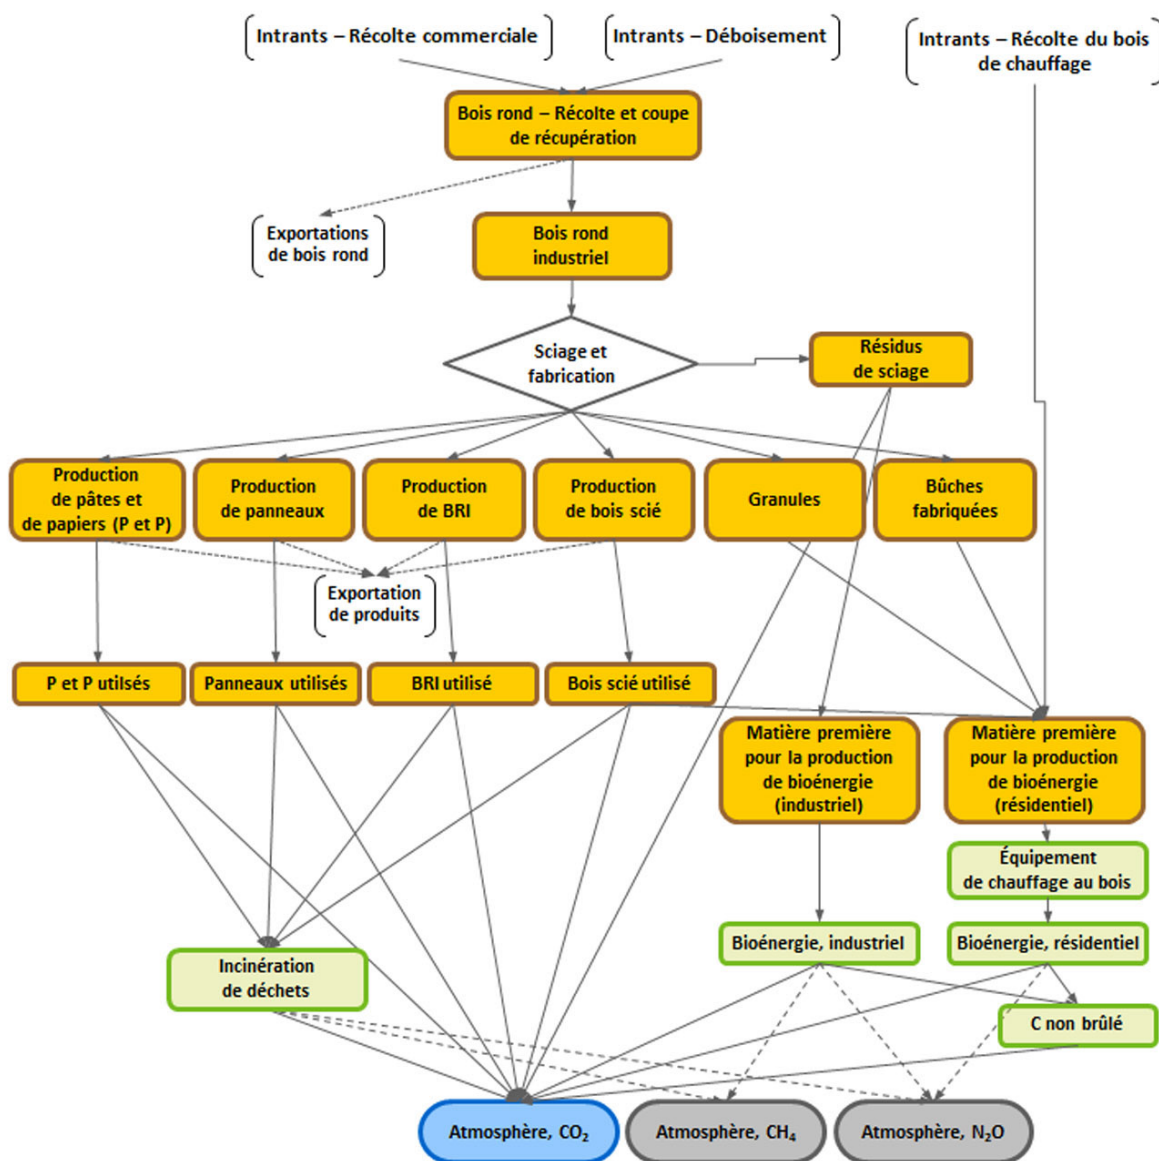 Intrants – Récolte commerciale
Intrants – Déboisement
Intrants – Récolte du bois
de chauffage
Bois rond – Récolte et coupe
de récupération
Exportations
de bois rond
Bois rond
industriel
Sciage et
fabrication
Résidus
de sciage
Production
de pâtes et
de papiers (P et P)
Production
de panneaux
Production
de BRI
Production
de bois scié
Granules
Bûches
fabriquées
Exportation
de produits
P et P utilsés
Panneaux utilisés
BRI utilisé
Bois scié utilisé
Matière première
pour la production
de bioénergie
(industriel)
Matière première
pour la production
de bioénergie
(résidentiel)
Équipement
de chauffage au bois
Bioénergie, industriel
Bioénergie, résidentiel
Incinération
de déchets
C non brûlé
Atmosphère, CO₂
Atmosphère, CH₄
Atmosphère, N₂O